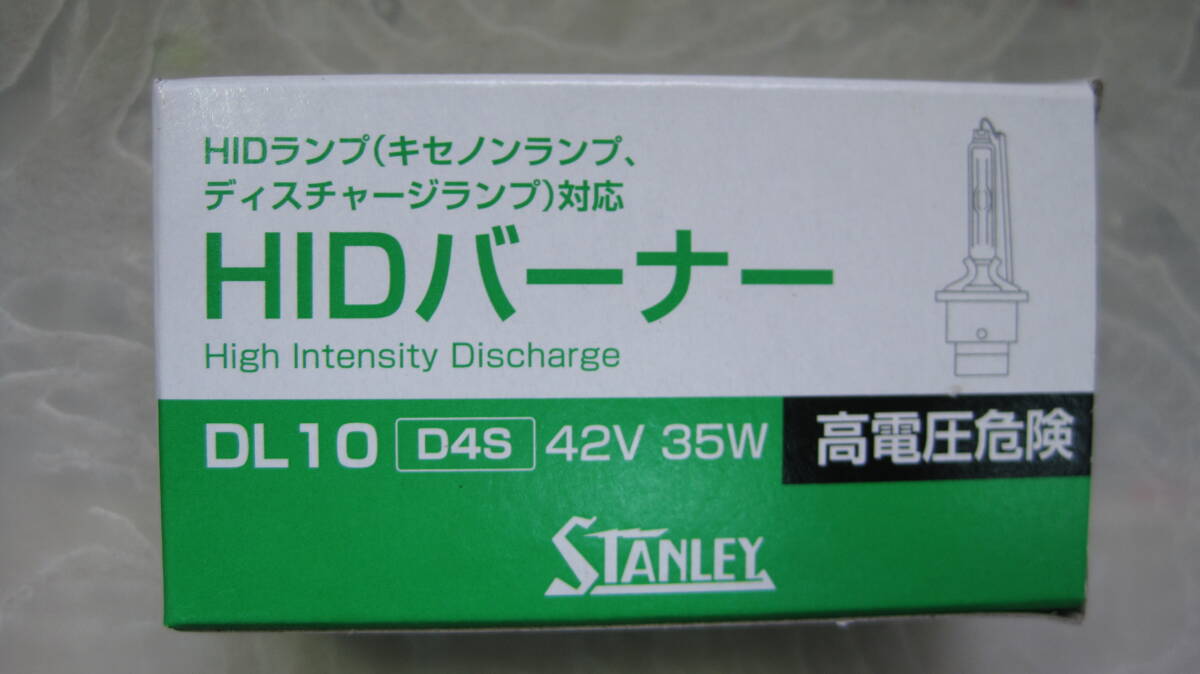 HIDランプ(キセノンランプ、
ディスチャージランプ)対応
HIDバーナー
High Intensity Discharge
DL10 D4S 42V 35W 高電圧危険
STANLEY